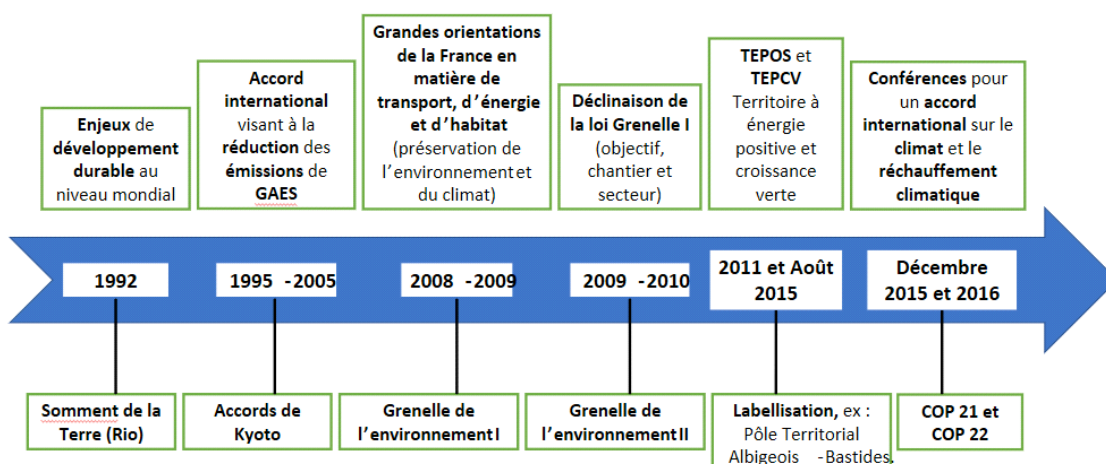 Enjeux de
développement
durable au
niveau mondial
Accord
international
visant à la
réduction des
émissions de
GAES
Grandes orientations
de la France en
matière de
transport, d'énergie
et d'habitat
(préservation de
l'environnement et
du climat)
Déclinaison de
la loi Grenelle I
(objectif,
chantier et
secteur)
TEPOS et
TEPCV
Territoire à
énergie
positive et
croissance
verte
Conférences pour
un accord
international sur le
climat et le
réchauffement
climatique
1992
1995 -2005
2008 -2009
2009 -2010
2011 et Août
2015
Décembre
2015 et 2016
Somment de la
Terre (Rio)
Accords de
Kyoto
Grenelle de
l'environnement I
Grenelle de
l'environnement II
Labellisation, ex :
Pôle Territorial
Albigeois -Bastides.
COP 21 et
COP 22